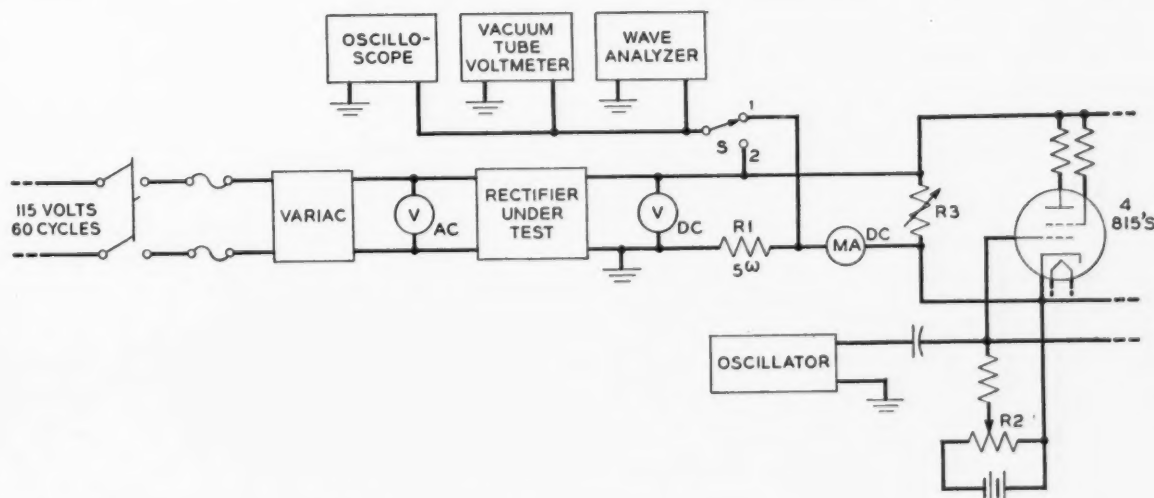 OSCILLO-
SCOPE
VACUUM
TUBE
VOLTMETER
WAVE
ANALYZER
1
S
2
115 VOLTS
60 CYCLES
VARIAC
V
AC
RECTIFIER
UNDER
TEST
V
DC
R1
5ω
MA
DC
R3
4
815'S
OSCILLATOR
R2